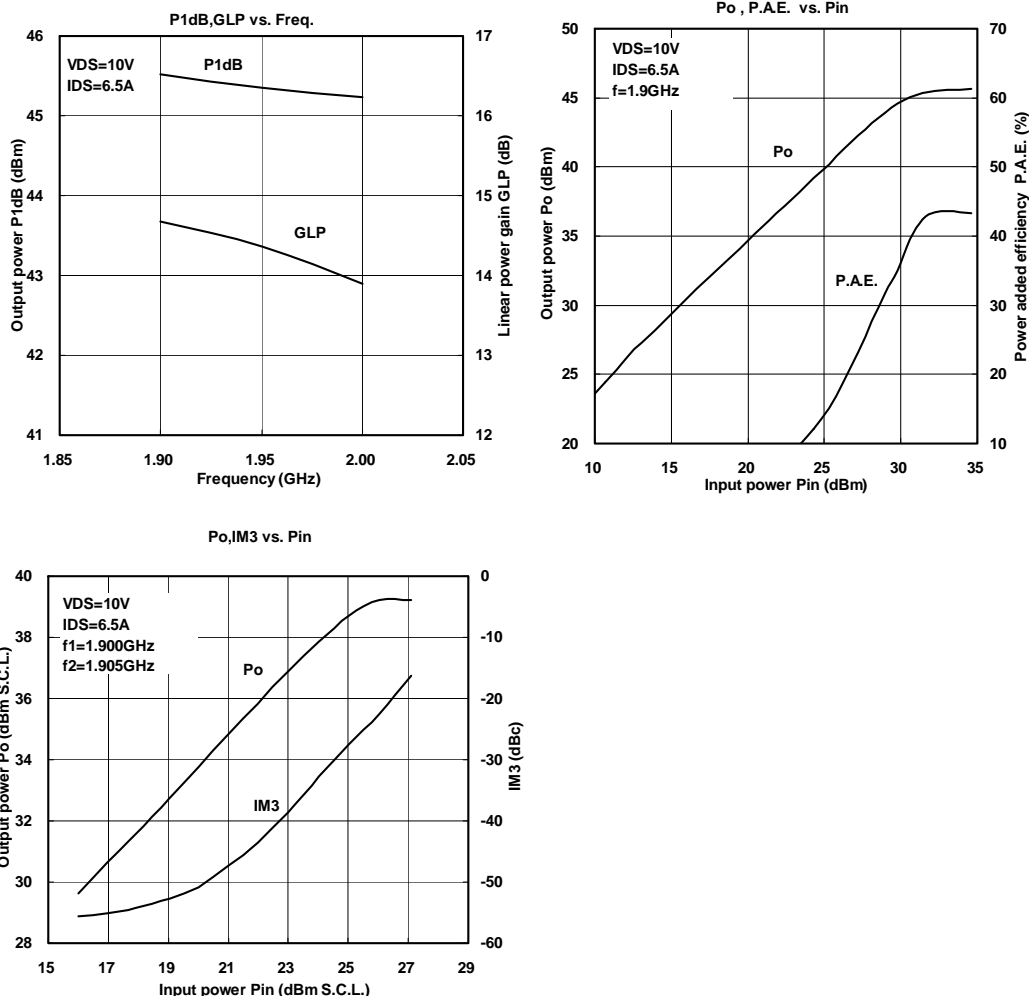 P1dB,GLP vs. Freq.
46
45
44
43
42
41
Output power P1dB (dBm)
VDS=10V
IDS=6.5A
P1dB
GLP
17
16
15
14
13
12
Linear power gain GLP (dB)
1.85 1.90 1.95 2.00 2.05
Frequency (GHz)
Po , P.A.E. vs. Pin
50
45
40
35
30
25
20
Output power Po (dBm)
VDS=10V
IDS=6.5A
f=1.9GHz
Po
P.A.E.
70
60
50
40
30
20
10
Power added efficiency P.A.E. (%)
10 15 20 25 30 35
Input power Pin (dBm)
Po,IM3 vs. Pin
40
38
36
34
32
30
28
Output power Po (dBm S.C.L.)
VDS=10V
IDS=6.5A
f1=1.900GHz
f2=1.905GHz
Po
IM3
0
-10
-20
-30
-40
-50
-60
IM3 (dBc)
15 17 19 21 23 25 27 29
Input power Pin (dBm S.C.L.)